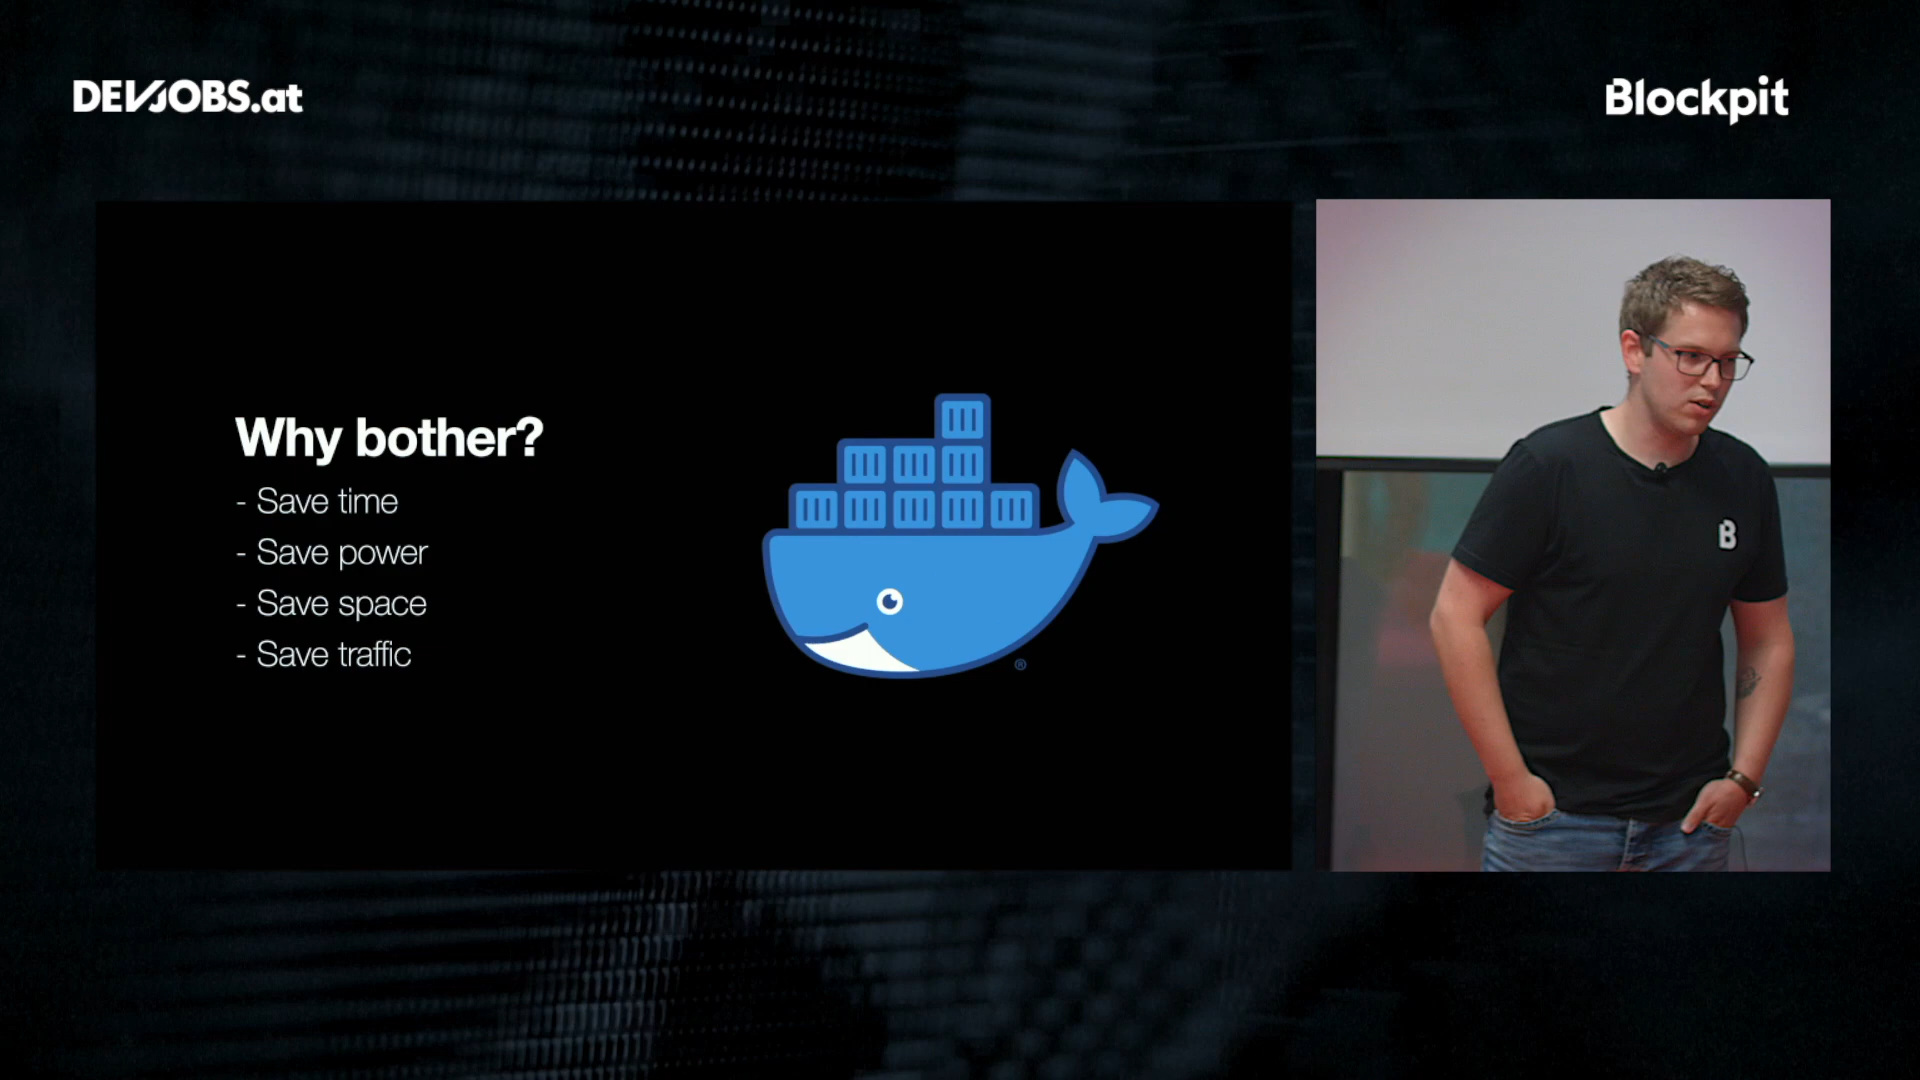 DEVJOBS.at
Blockpit
Why bother?
- Save time
- Save power
- Save space
- Save traffic
®
B